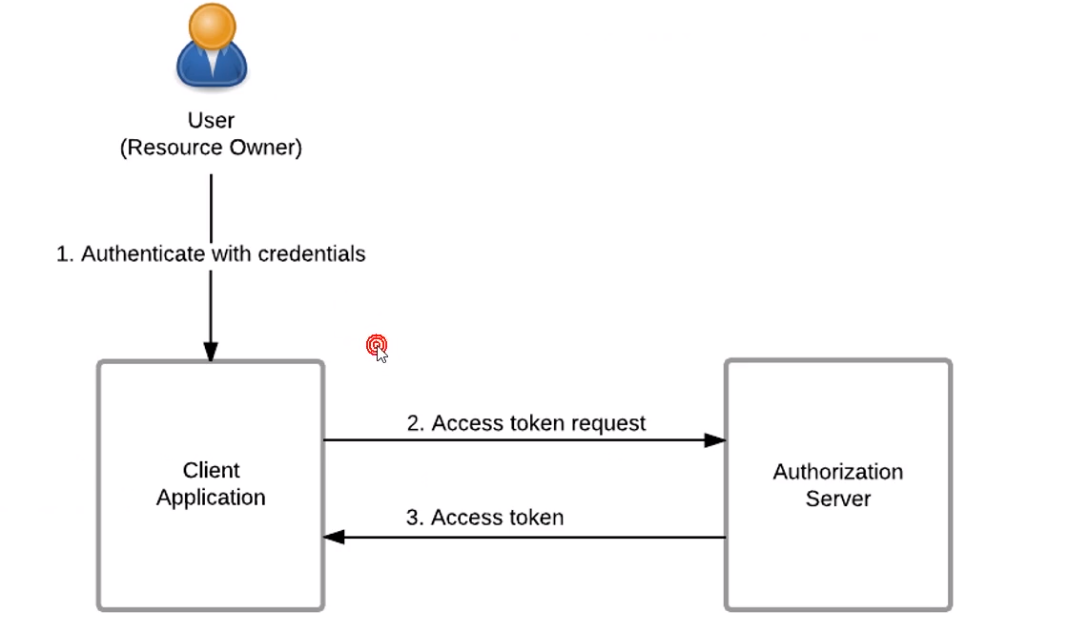 User
(Resource Owner)
1. Authenticate with credentials
2. Access token request
Client
Application
Authorization
Server
3. Access token